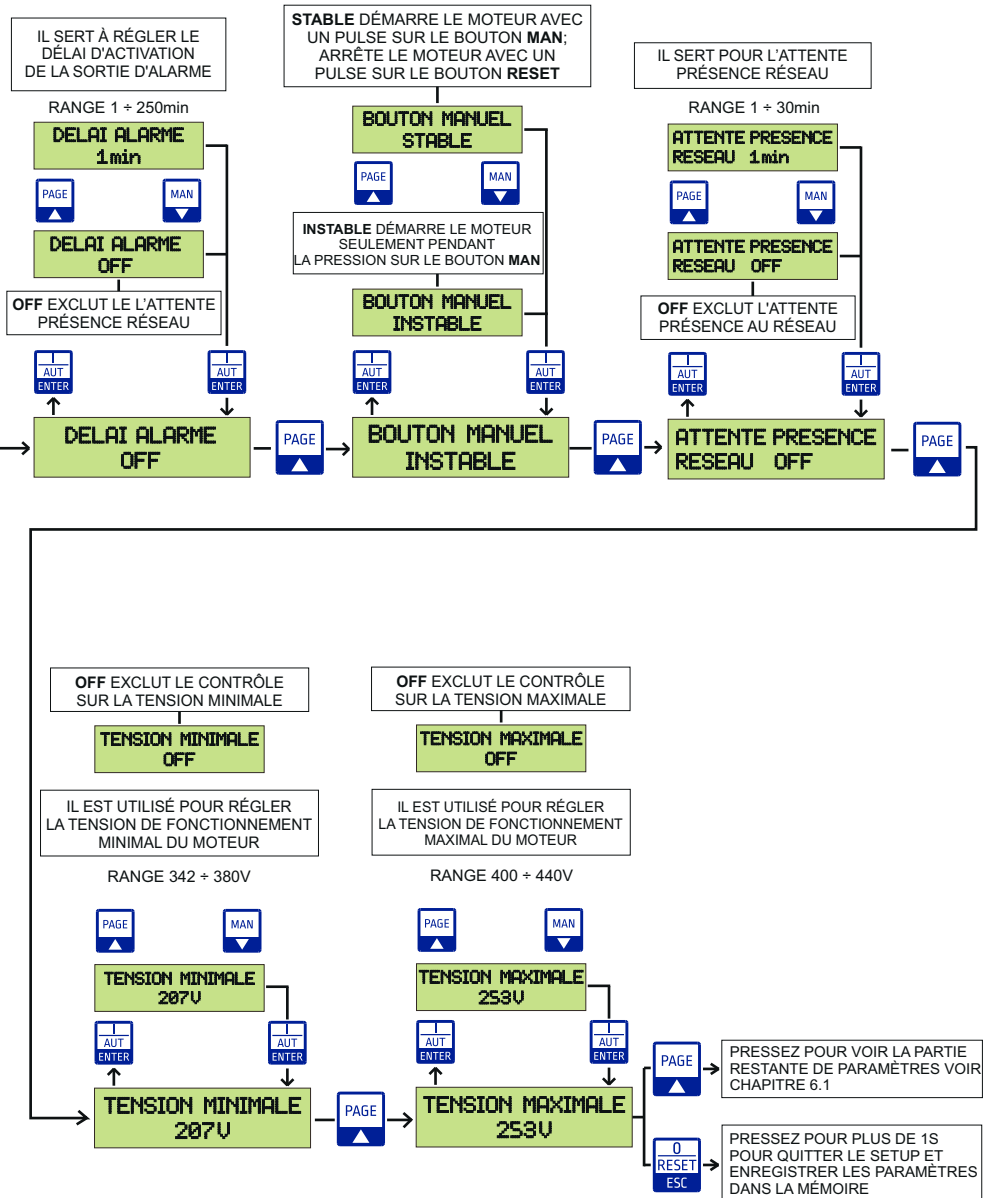 IL SERT À RÉGLER LE
DÉLAI D'ACTIVATION
DE LA SORTIE D'ALARME
RANGE 1 ÷ 250min
DELAI ALARME
1min
PAGE
MAN
DELAI ALARME
OFF
OFF EXCLUT LE L'ATTENTE
PRÉSENCE RÉSEAU
AUT
ENTER
AUT
ENTER
DELAI ALARME
OFF
PAGE
STABLE DÉMARRE LE MOTEUR AVEC
UN PULSE SUR LE BOUTON MAN;
ARRÊTE LE MOTEUR AVEC UN
PULSE SUR LE BOUTON RESET
BOUTON MANUEL
STABLE
PAGE
MAN
INSTABLE DÉMARRE LE MOTEUR
SEULEMENT PENDANT
LA PRESSION SUR LE BOUTON MAN
BOUTON MANUEL
INSTABLE
I
AUT
ENTER
I
AUT
ENTER
BOUTON MANUEL
INSTABLE
PAGE
IL SERT POUR L'ATTENTE
PRÉSENCE RÉSEAU
RANGE 1 ÷ 30min
ATTENTE PRESENCE
RESEAU 1min
PAGE
MAN
ATTENTE PRESENCE
RESEAU OFF
OFF EXCLUT L'ATTENTE
PRÉSENCE AU RÉSEAU
I
AUT
ENTER
I
AUT
ENTER
ATTENTE PRESENCE
RESEAU OFF
PAGE
OFF EXCLUT LE CONTRÔLE
SUR LA TENSION MINIMALE
TENSION MINIMALE
OFF
IL EST UTILISÉ POUR RÉGLER
LA TENSION DE FONCTIONNEMENT
MINIMAL DU MOTEUR
RANGE 342 ÷ 380V
PAGE
MAN
TENSION MINIMALE
207V
I
AUT
ENTER
I
AUT
ENTER
TENSION MINIMALE
207V
PAGE
OFF EXCLUT LE CONTRÔLE
SUR LA TENSION MAXIMALE
TENSION MAXIMALE
OFF
IL EST UTILISÉ POUR RÉGLER
LA TENSION DE FONCTIONNEMENT
MAXIMAL DU MOTEUR
RANGE 400 ÷ 440V
PAGE
MAN
TENSION MAXIMALE
253V
I
AUT
ENTER
I
AUT
ENTER
TENSION MAXIMALE
253V
PAGE
PRESSEZ POUR VOIR LA PARTIE
RESTANTE DE PARAMÈTRES VOIR
CHAPITRE 6.1
0
RESET
ESC
PRESSEZ POUR PLUS DE 1S
POUR QUITTER LE SETUP ET
ENREGISTRER LES PARAMÈTRES
DANS LA MÉMOIRE